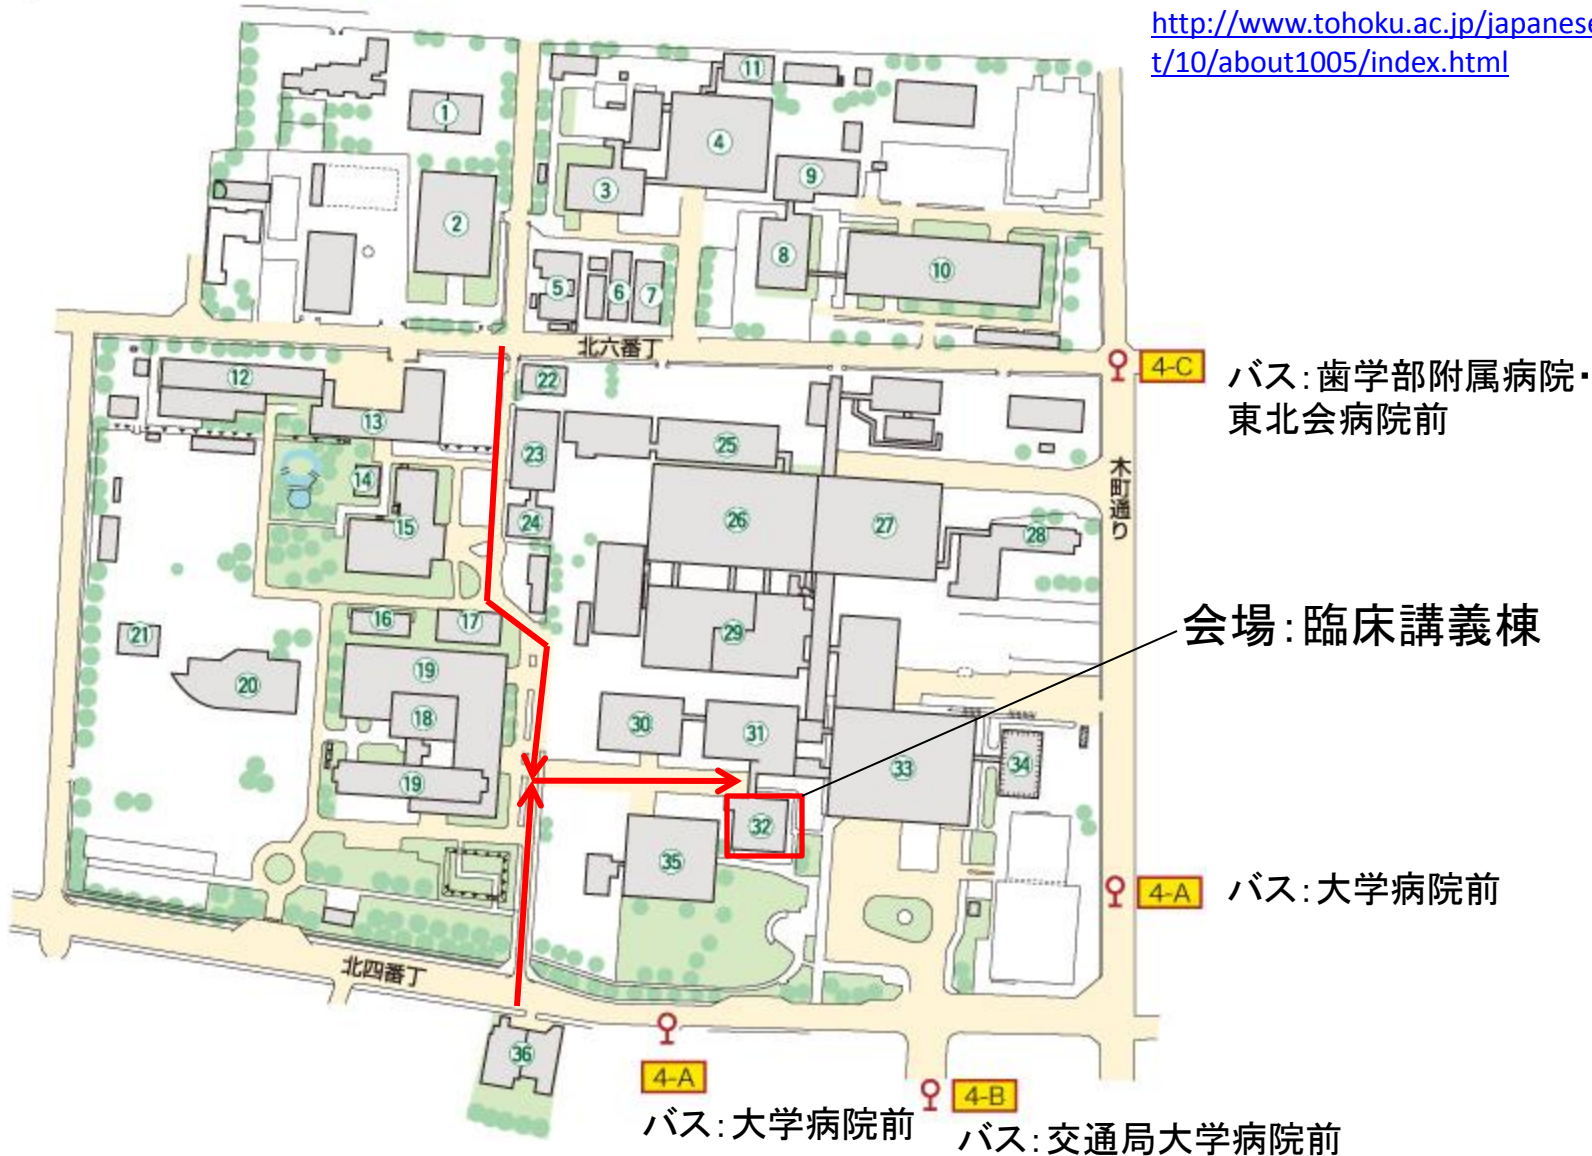 http://www.tohoku.ac.jp/japanese
t/10/about1005/index.html
⑪
①
④
③
⑨
②
⑧
⑩
⑤
⑥
⑦
北六番丁
4-C
バス:歯学部附属病院・
東北会病院前
⑫
㉒
⑬
㉓
㉕
⑭
㉖
㉗
木町通り
⑮
㉔
㉘
⑯
⑰
㉙
会場:臨床講義棟
㉑
⑲
⑳
⑱
㉚
㉛
㉝
㉞
⑲
㉜
㉟
4-A
バス:大学病院前
北四番丁
㊱
4-A
バス:大学病院前
4-B
バス:交通局大学病院前